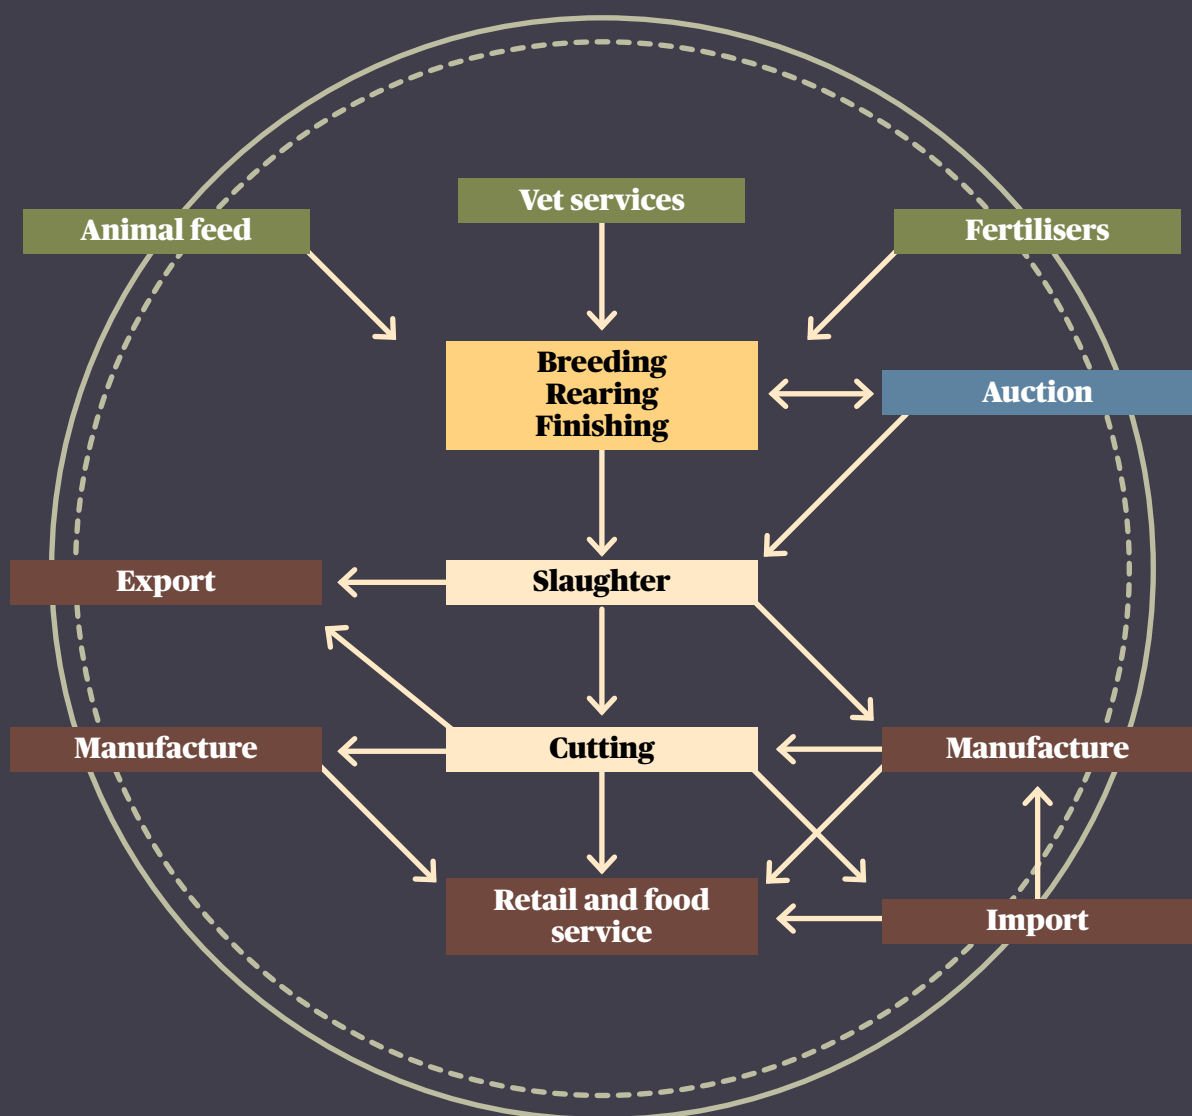 Vet services
Animal feed
Fertilisers
Breeding
Rearing
Finishing
Auction
Export
Slaughter
Manufacture
Cutting
Manufacture
Retail and food
service
Import